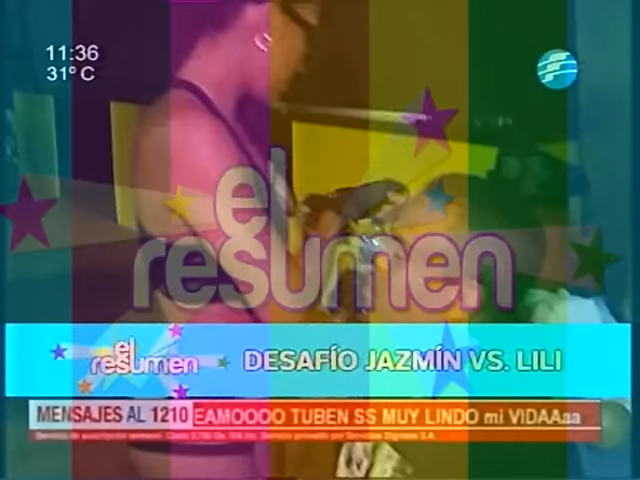 11:36
31º C
el
resumen
el
resumen
DESAFÍO JAZMÍN VS. LILI
MENSAJES AL 1210 EAMOOOO TUBEN SS MUY LINDO mi VIDAAaa